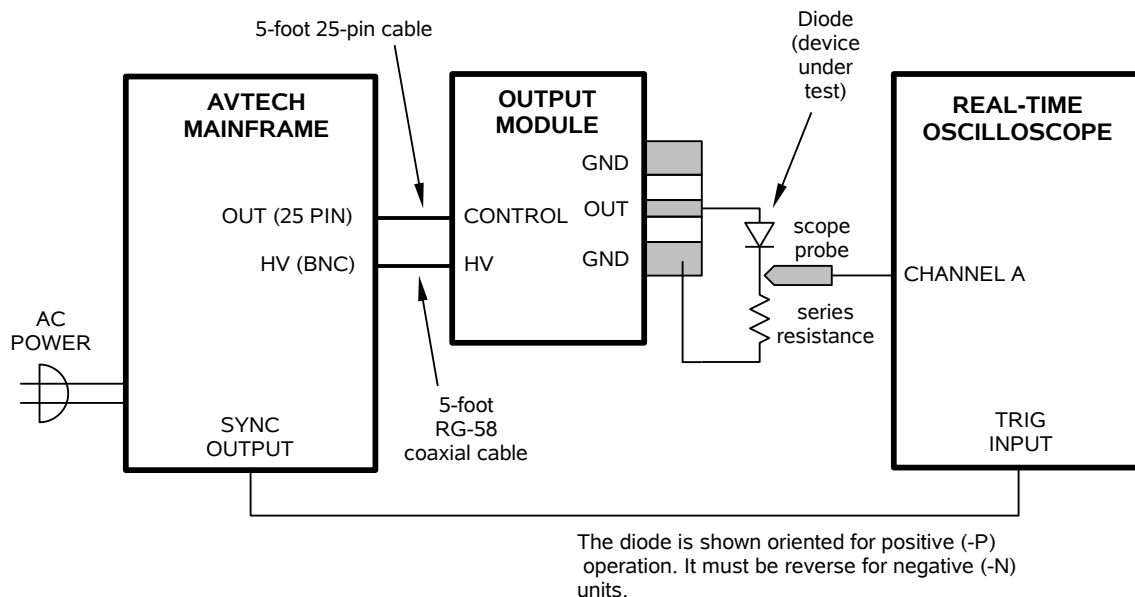 5-foot 25-pin cable
Diode
(device
under
test)
AVTECH
MAINFRAME
OUTPUT
MODULE
REAL-TIME
OSCILLOSCOPE
GND
OUT (25 PIN)
CONTROL
OUT
scope
probe
HV (BNC)
HV
GND
CHANNEL A
series
resistance
AC
POWER
5-foot
RG-58
coaxial cable
SYNC
OUTPUT
TRIG
INPUT
The diode is shown oriented for positive (-P)
operation. It must be reverse for negative (-N)
units.